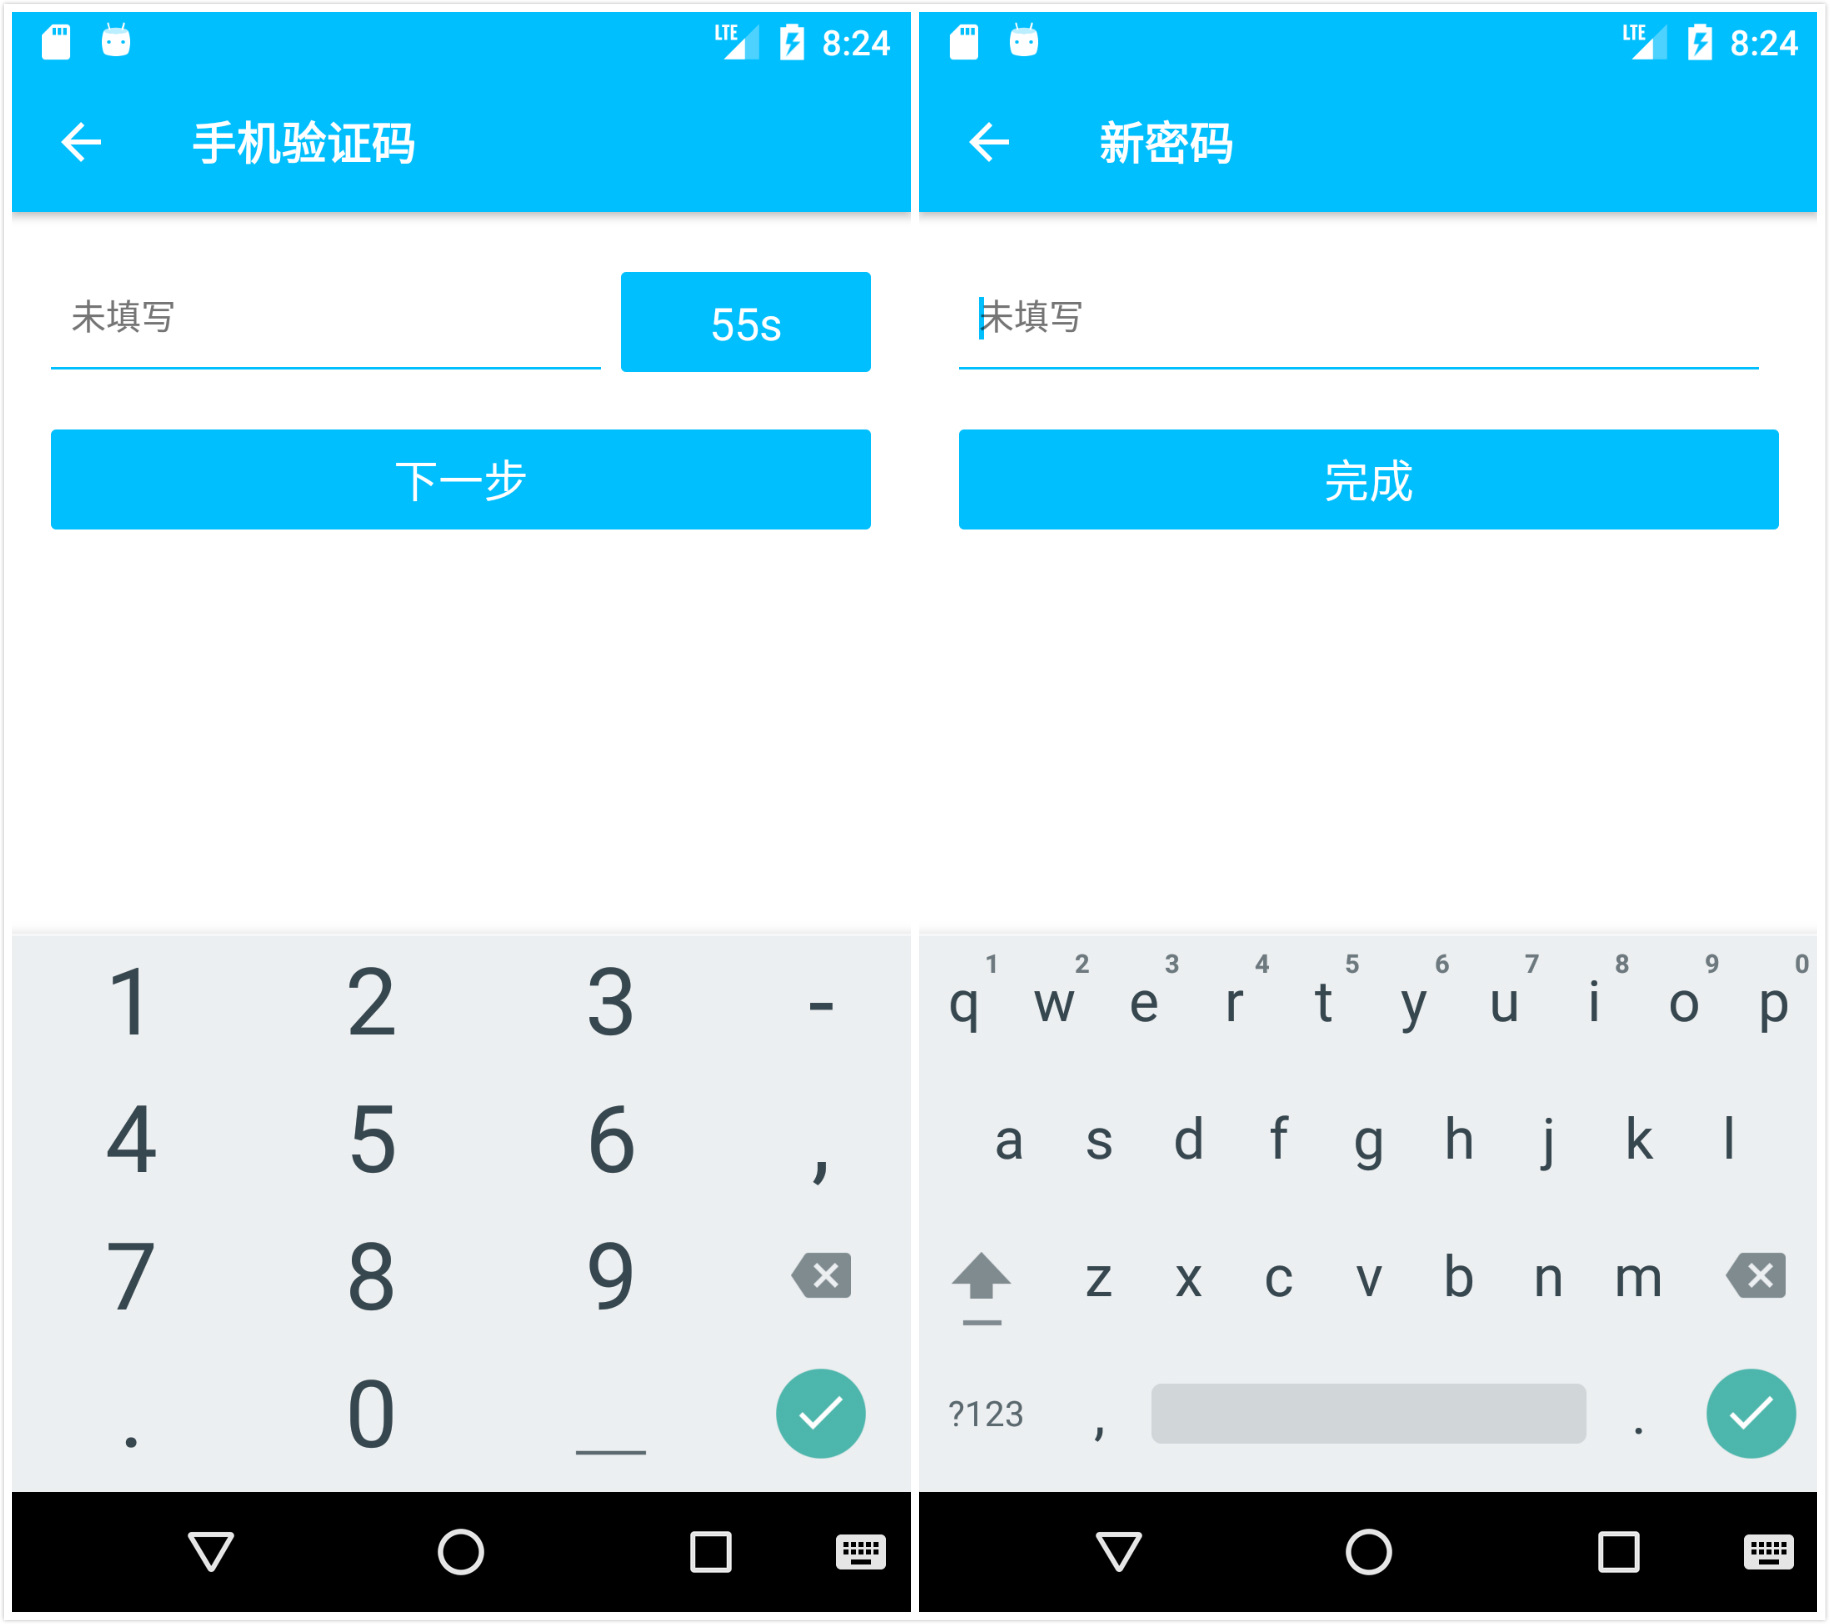 LTE 8:24
手机验证码
未填写
55s
下一步
1 2 3 -
4 5 6 ,
7 8 9
. 0 _
LTE 8:24
新密码
未填写
完成
1 2 3 4 5 6 7 8 9 0
q w e r t y u i o p
a s d f g h j k l
z x c v b n m
?123 , .